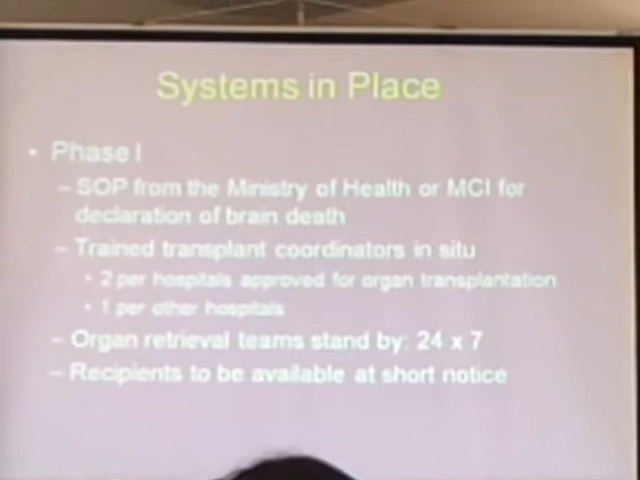 Systems in Place
• Phase I
– SOP from the Ministry of Health or MCI for
declaration of brain death
– Trained transplant coordinators in situ
• 2 per hospitals approved for organ transplantation
• 1 per other hospitals
– Organ retrieval teams stand by: 24 x 7
– Recipients to be available at short notice